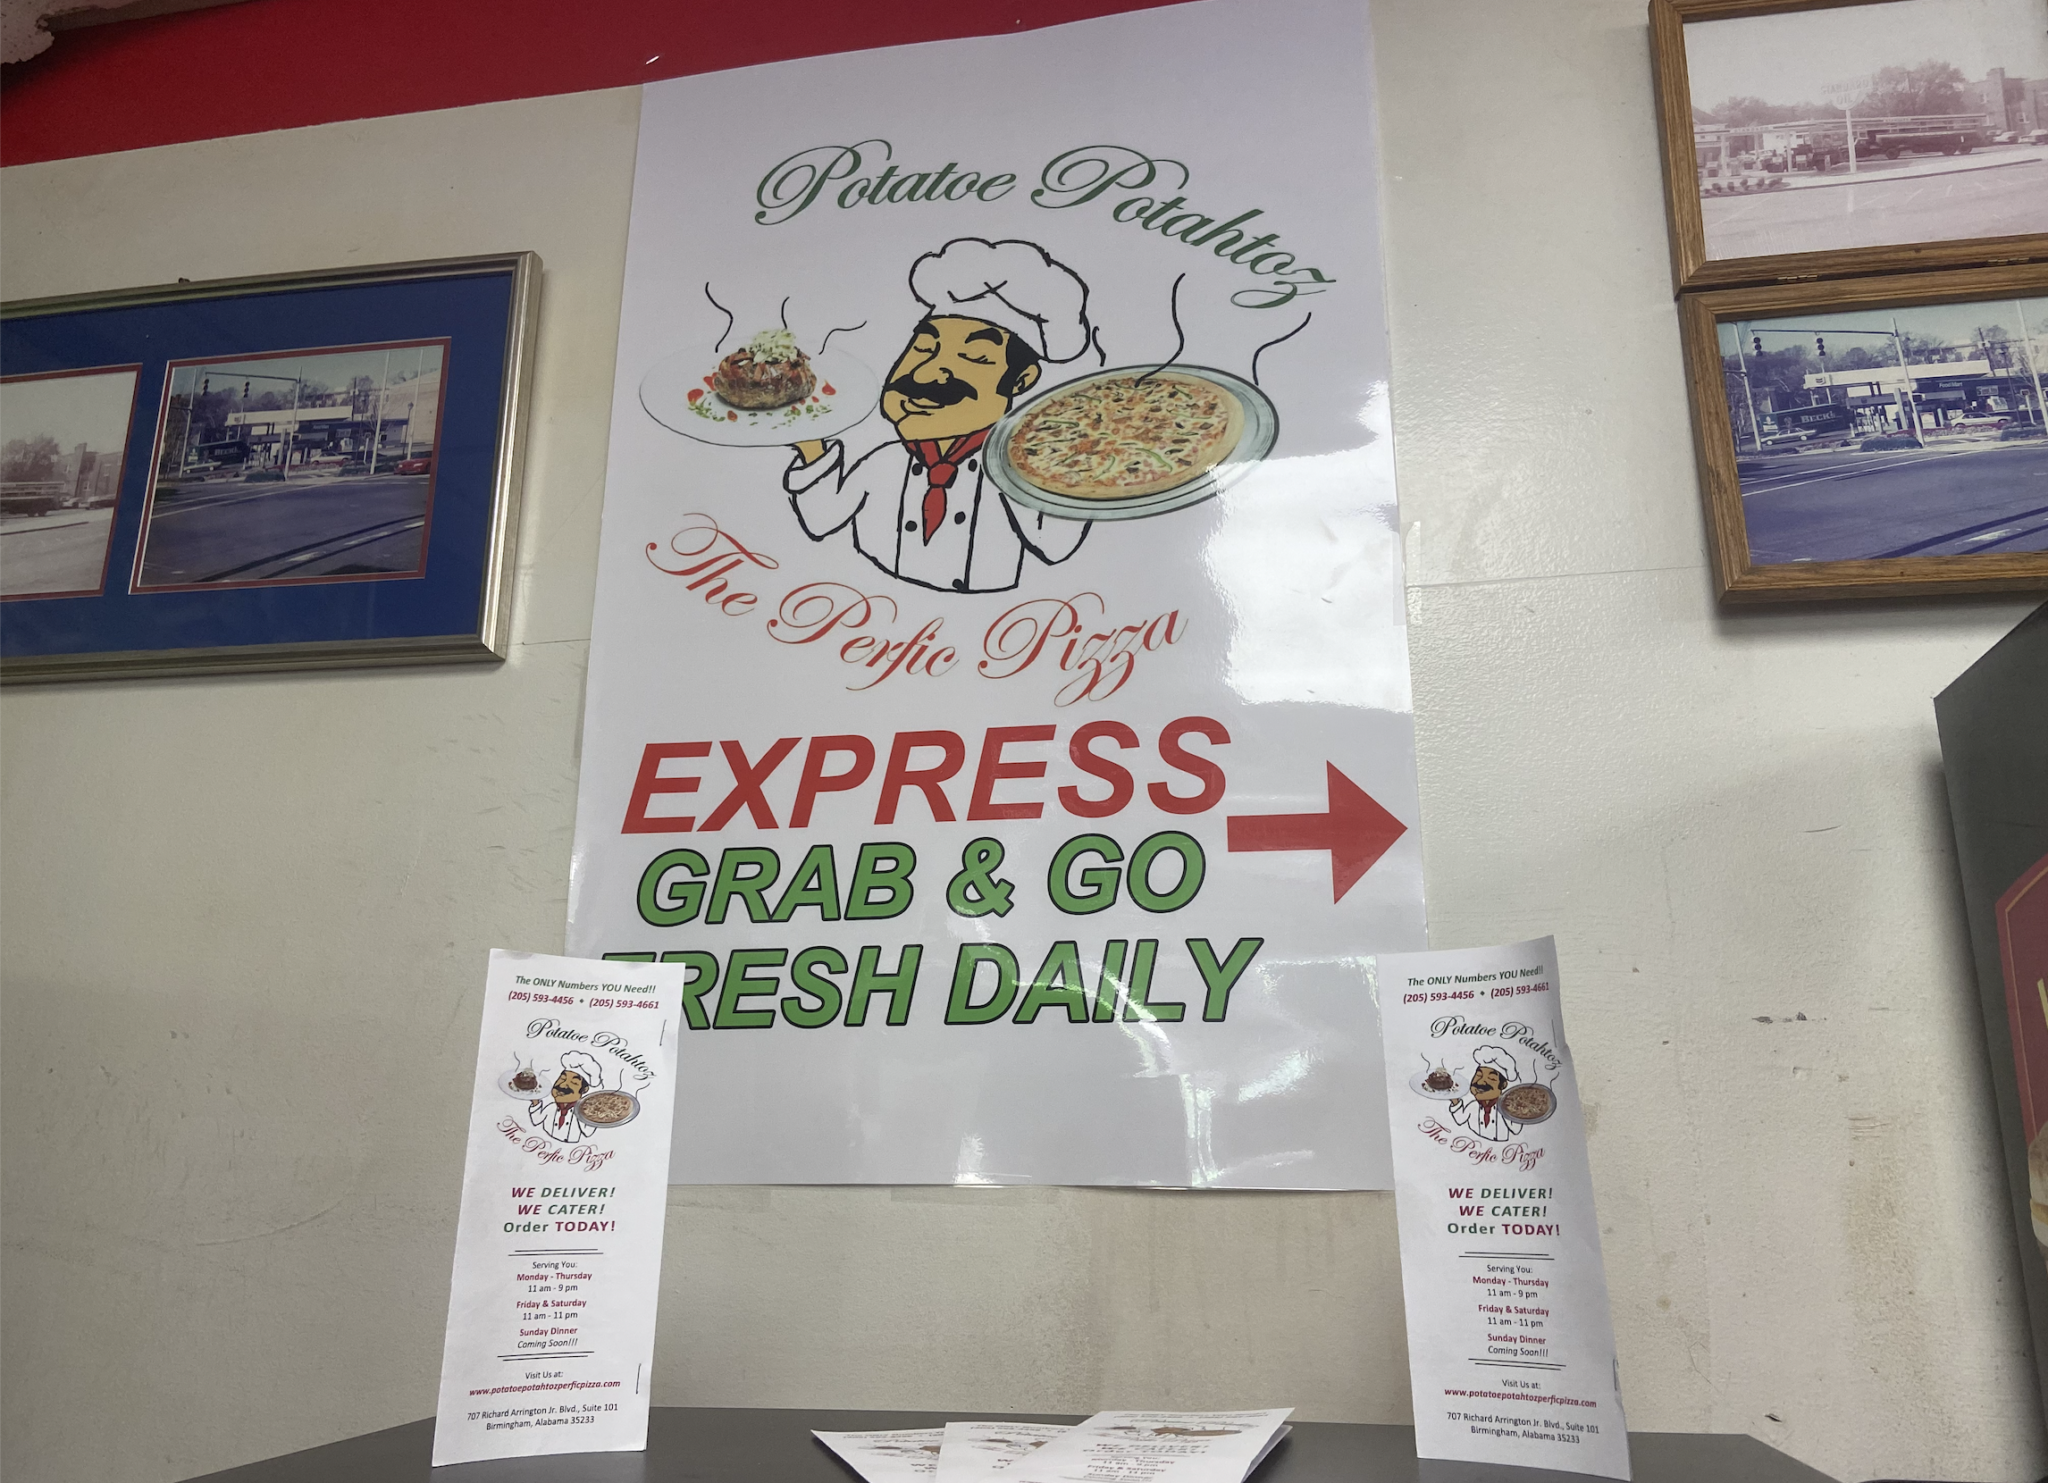 Potatoe Potahtoz
The Perfic Pizza
EXPRESS
GRAB & GO
FRESH DAILY
The ONLY Numbers YOU Need!!
(205) 593-4456 • (205) 593-4661
Potatoe Potahtoz
The Perfic Pizza
WE DELIVER!
WE CATER!
Order TODAY!
Serving You:
Monday - Thursday
11 am - 9 pm
Friday & Saturday
11 am - 11 pm
Sunday Dinner
Coming Soon!!!
Visit Us at:
www.potatoepotahtozperficpizza.com
707 Richard Arrington Jr. Blvd., Suite 101
Birmingham, Alabama 35233
The ONLY Numbers YOU Need!!
(205) 593-4456 • (205) 593-4661
Potatoe Potahtoz
The Perfic Pizza
WE DELIVER!
WE CATER!
Order TODAY!
Serving You:
Monday - Thursday
11 am - 9 pm
Friday & Saturday
11 am - 11 pm
Sunday Dinner
Coming Soon!!!
Visit Us at:
www.potatoepotahtozperficpizza.com
707 Richard Arrington Jr. Blvd., Suite 101
Birmingham, Alabama 35233